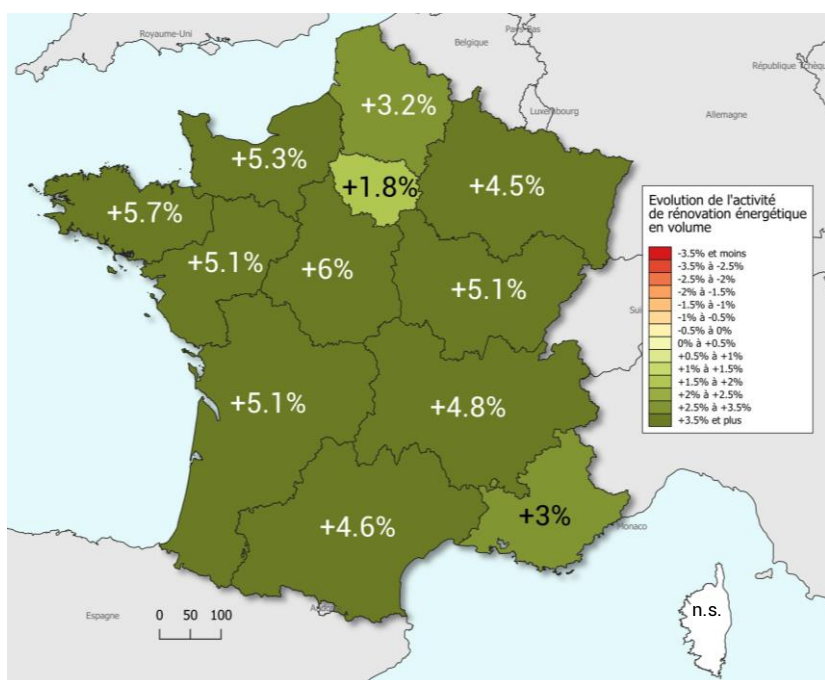 Royaume-Uni
Belgique
Pays-Bas
République Tchèqu
Luxembourg
Allemagne
+3.2%
+5.3%
+1.8%
+4.5%
+5.7%
+5.1%
+6%
+5.1%
Evolution de l'activité
de rénovation énergétique
en volume
-3.5% et moins
-3.5% à -2.5%
-2.5% à -2%
-2% à -1.5%
-1.5% à -1%
-1% à -0.5%
-0.5% à 0%
0% à +0.5%
+0.5% à +1%
+1% à +1.5%
+1.5% à +2%
+2% à +2.5%
+2.5% à +3.5%
+3.5% et plus
Sui
+5.1%
+4.8%
+4.6%
+3%
Monaco
Espagne
0 50 100
n.s.